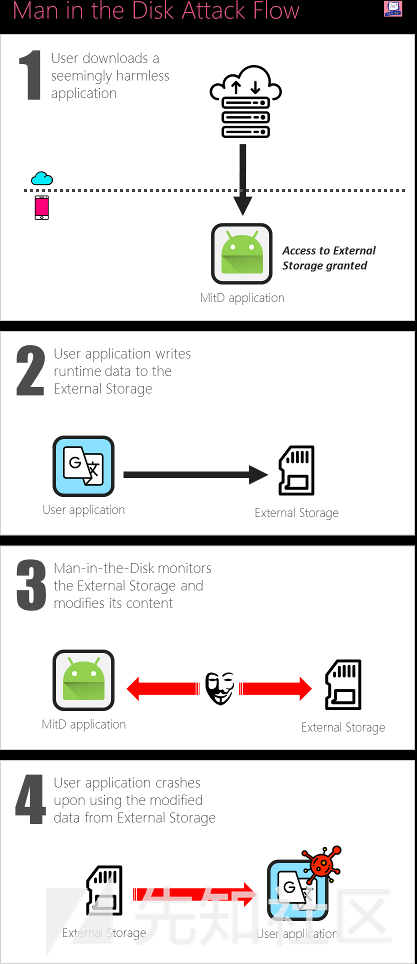 Man in the Disk Attack Flow
1
User downloads a
seemingly harmless
application
Access to External
Storage granted
MitD application
2
User application writes
runtime data to the
External Storage
G
文
User application
External Storage
3
Man-in-the-Disk monitors
the External Storage and
modifies its content
MitD application
External Storage
4
User application crashes
upon using the modified
data from External Storage
G
文
External Storage
User application
先知社区